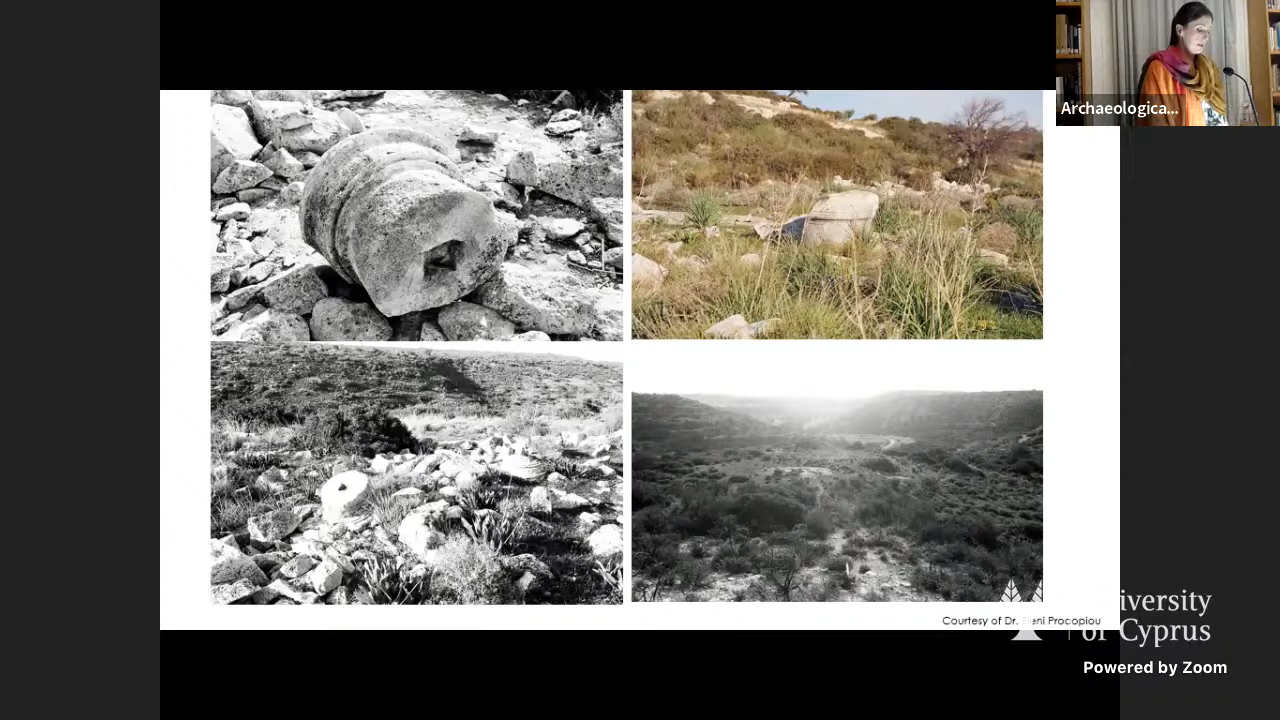 Archaeologica...
Courtesy of Dr. Eleni Procopiou
University
of Cyprus
Powered by Zoom